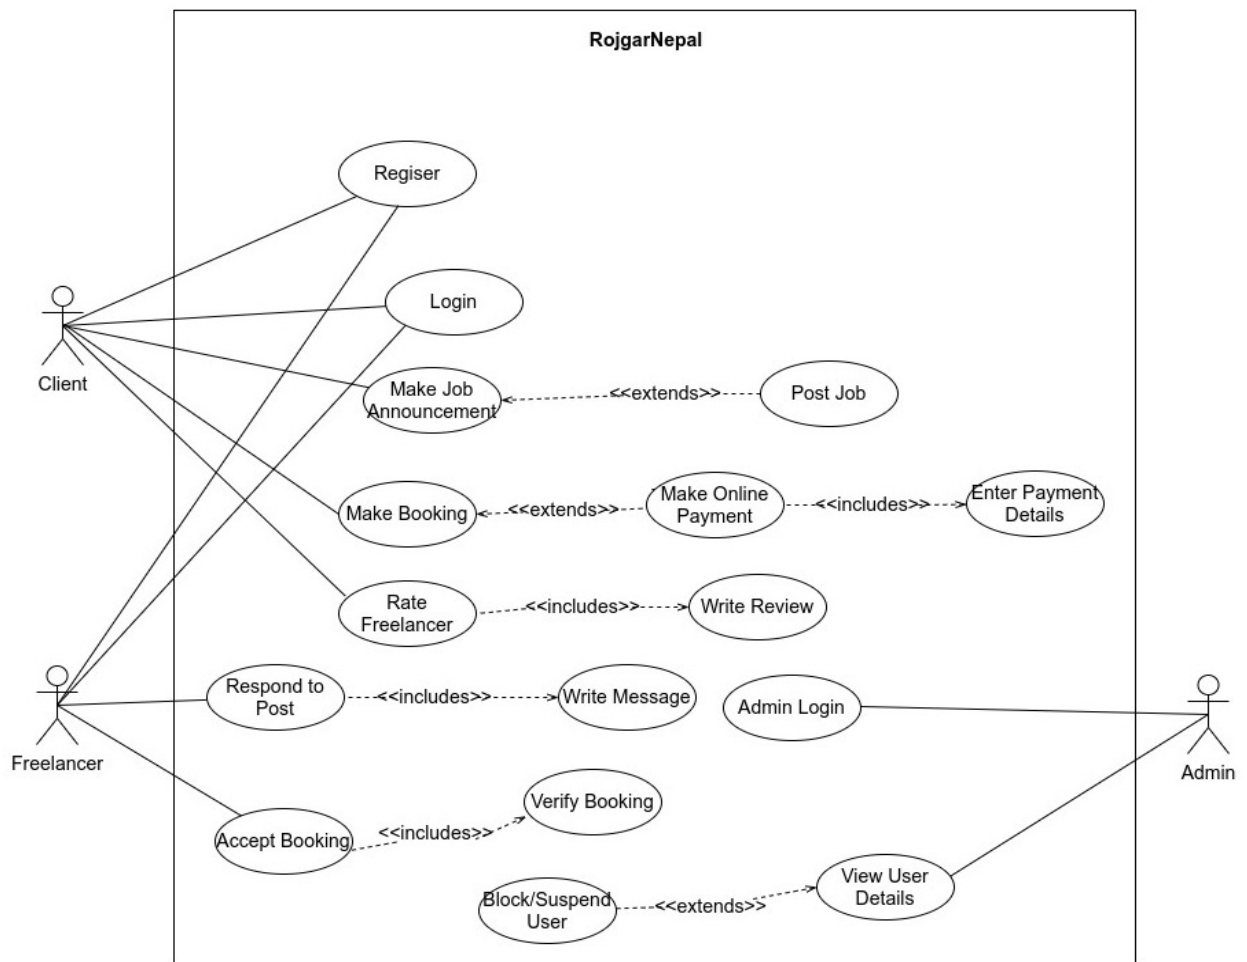 RojgarNepal
Regiser
Login
Client
Make Job
Announcement
<<extends>>
Post Job
Make Booking
<<extends>>
Make Online
Payment
<<includes>>
Enter Payment
Details
Rate
Freelancer
<<includes>>
Write Review
Respond to
Post
<<includes>>
Write Message
Admin Login
Freelancer
Admin
Accept Booking
<<includes>>
Verify Booking
Block/Suspend
User
<<extends>>
View User
Details